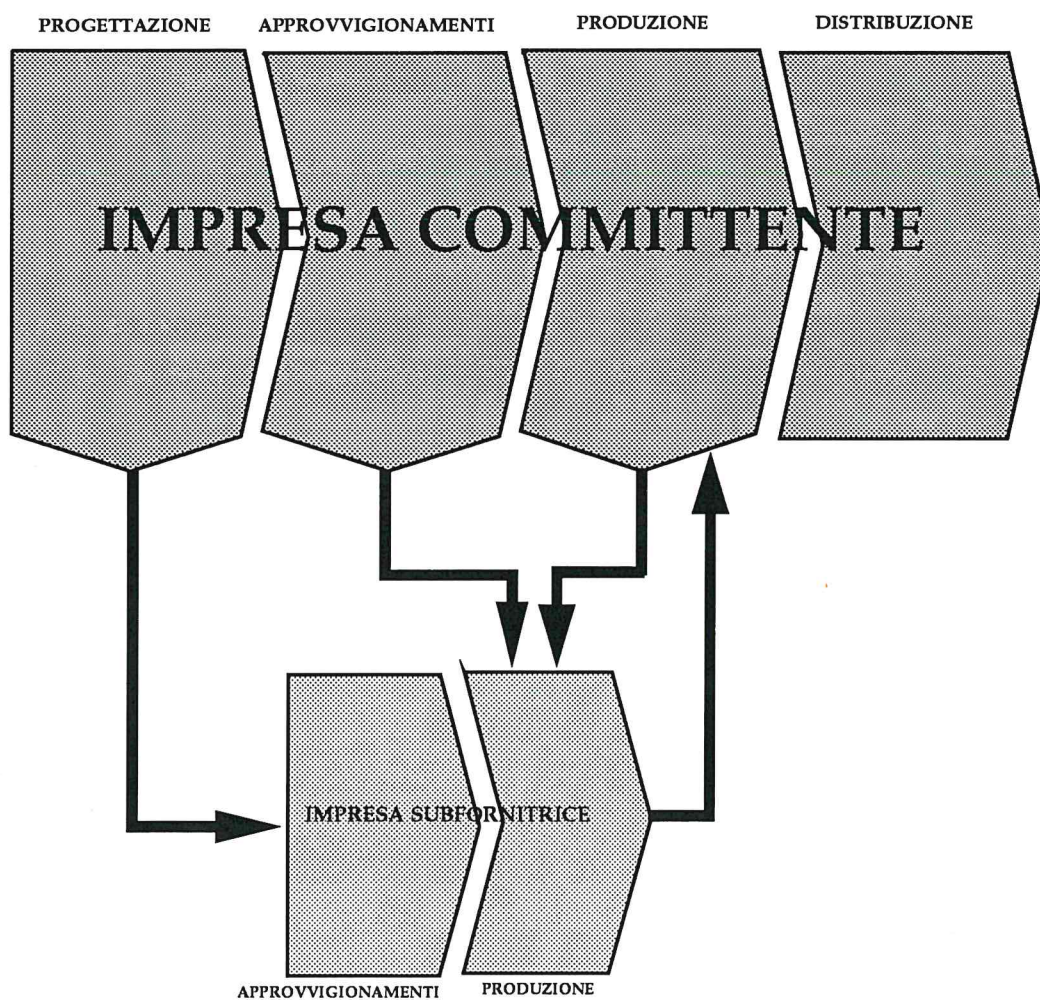 PROGETTAZIONE APPROVVIGIONAMENTI PRODUZIONE DISTRIBUZIONE
IMPRESA COMMITTENTE
IMPRESA SUBFORNITRICE
APPROVVIGIONAMENTI PRODUZIONE